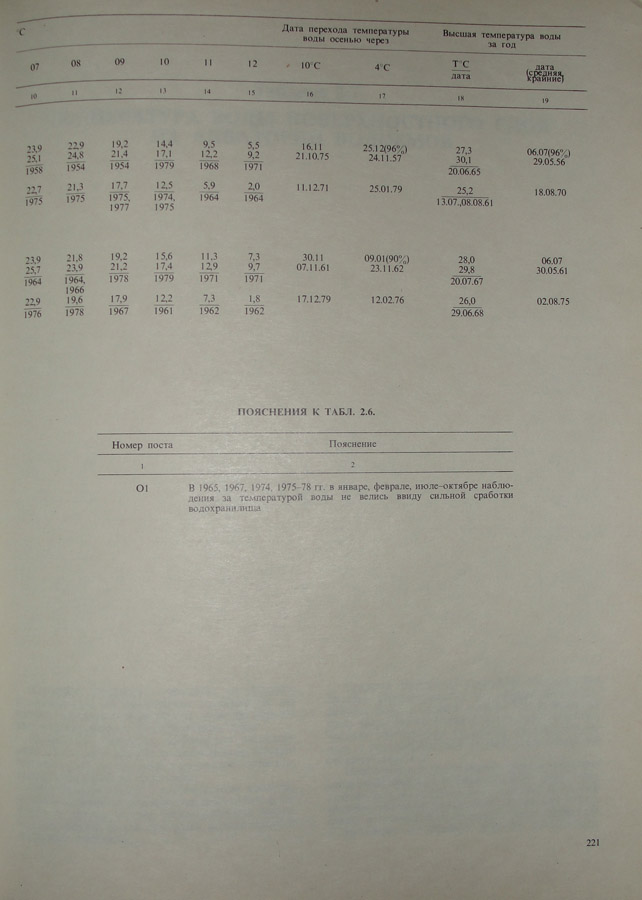 °С Дата перехода температуры Высшая температура воды
воды осенью через за год
07 08 09 10 11 12 10°С 4°С Т°С дата
дата (средняя,
крайние)
10 11 12 13 14 15 16 17 18 19
23,9 22,9 19,2 14,4 9,5 5,5 16.11 25.12(96%) 27,3 06.07(96%)
25,1 24,8 21,4 17,1 12,2 9,2 21.10.75 24.11.57 30,1 29.05.56
1958 1954 1954 1979 1968 1971 20.06.65
22,7 21,3 17,7 12,5 5,9 2,0 11.12.71 25.01.79 25,2 18.08.70
1975 1975 1975, 1974, 1964 1964 13.07.,08.08.61
1977 1975
23,9 21,8 19,2 15,6 11,3 7,3 30.11 09.01(90%) 28,0 06.07
25,7 23,9 21,2 17,4 12,9 9,7 07.11.61 23.11.62 29,8 30.05.61
1964 1964, 1978 1979 1971 1971 20.07.67
1966
22,9 19,6 17,9 12,2 7,3 1,8 17.12.79 12.02.76 26,0 02.08.75
1976 1978 1967 1961 1962 1962 29.06.68
ПОЯСНЕНИЯ К ТАБЛ. 2.6.
Номер поста Пояснение
1 2
О1 В 1965, 1967, 1974, 1975-78 гг. в январе, феврале, июле-октябре наблю-
дения за температурой воды не велись ввиду сильной сработки
водохранилища.
221